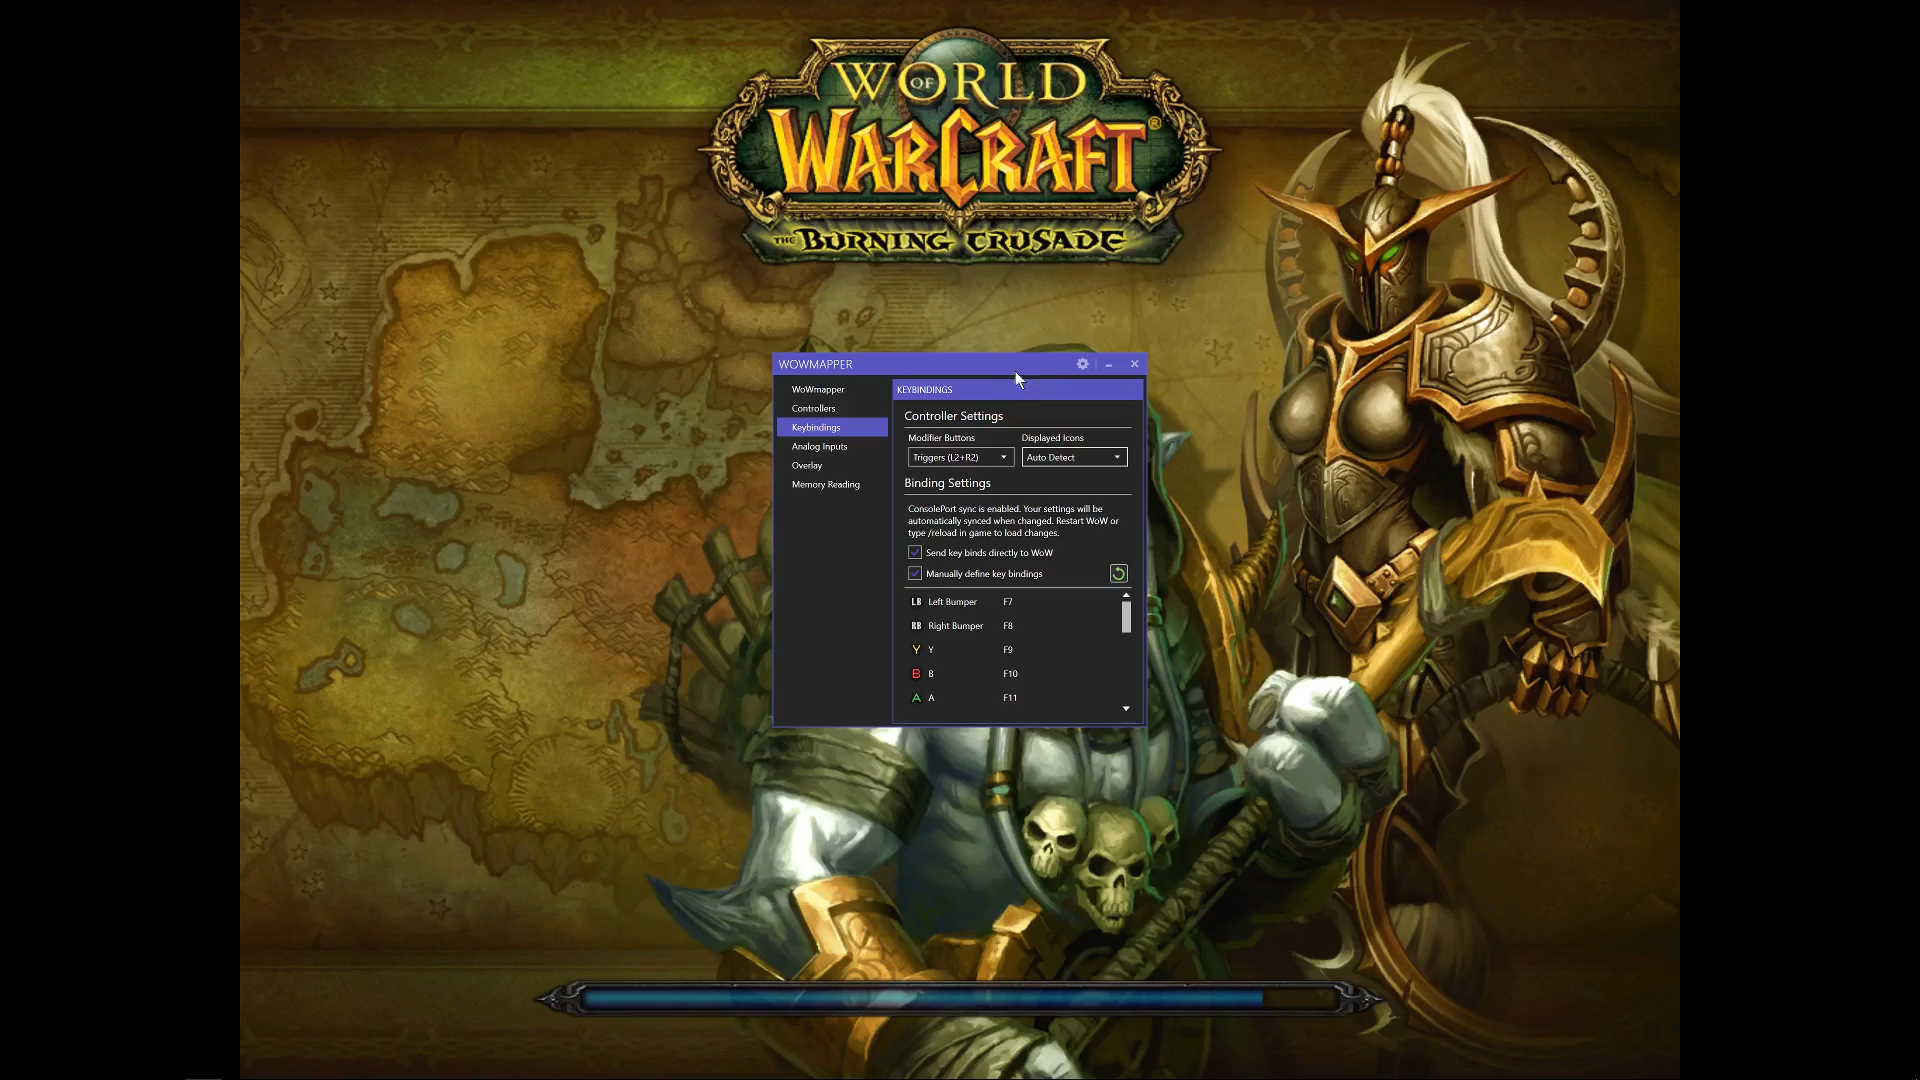 WORLD
OF
WARCRAFT®
THE BURNING CRUSADE
WOWMAPPER
WoWmapper
Controllers
Keybindings
Analog Inputs
Overlay
Memory Reading
KEYBINDINGS
Controller Settings
Modifier Buttons Displayed Icons
Triggers (L2+R2) Auto Detect
Binding Settings
ConsolePort sync is enabled. Your settings will be
automatically synced when changed. Restart WoW or
type /reload in game to load changes.
Send key binds directly to WoW
Manually define key bindings
LB Left Bumper F7
RB Right Bumper F8
Y Y F9
B B F10
A A F11